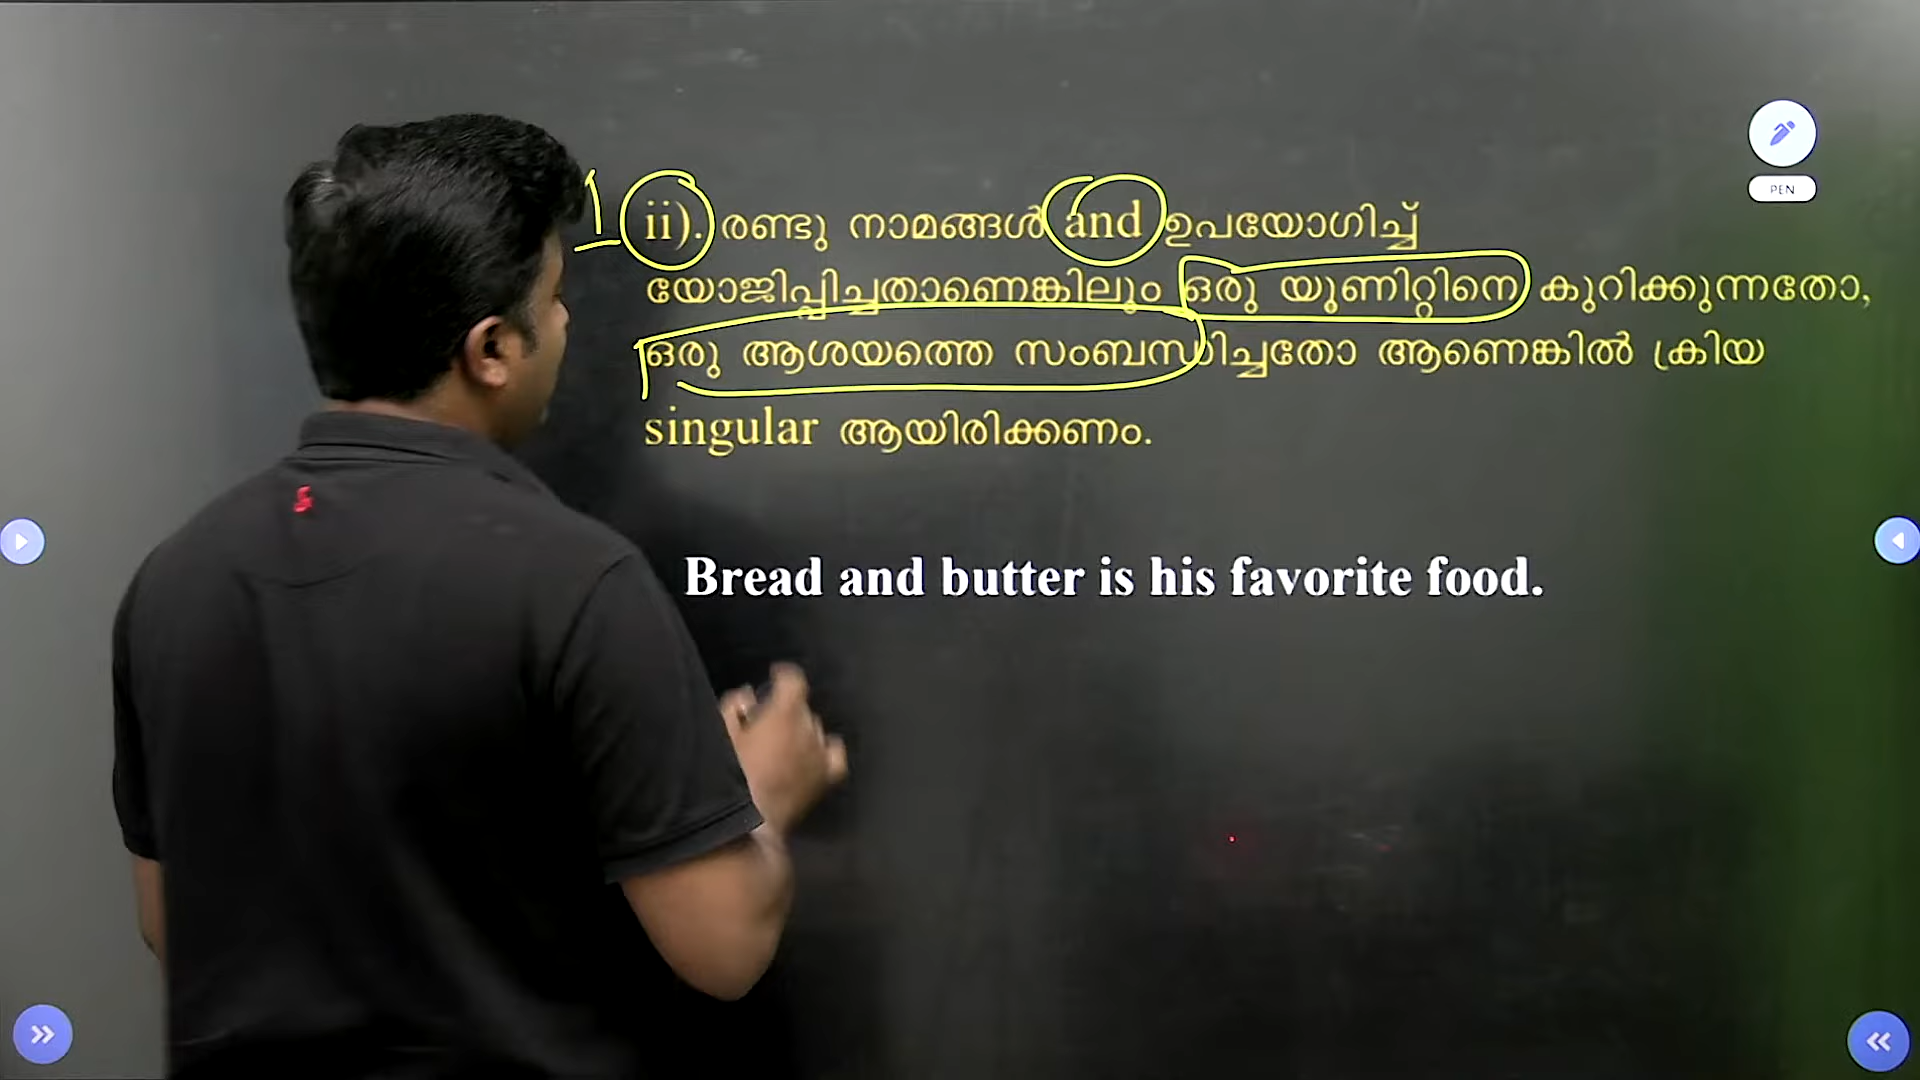 PEN
1 ii). രണ്ടു നാമങ്ങൾ and ഉപയോഗിച്ച്
യോജിപ്പിച്ചതാണെങ്കിലും ഒരു യൂണിറ്റിനെ കുറിക്കുന്നതോ,
ഒരു ആശയത്തെ സംബന്ധിച്ചതോ ആണെങ്കിൽ ക്രിയ
singular ആയിരിക്കണം.
Bread and butter is his favorite food.